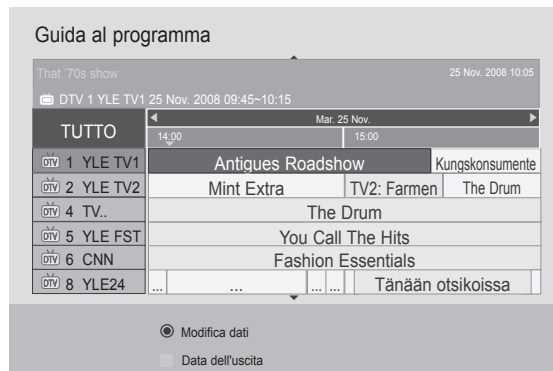 Guida al programma
That '70s show 25 Nov. 2008 10:05
DTV 1 YLE TV1 25 Nov. 2008 09:45~10:15
TUTTO
Mar. 25 Nov.
14:00 15:00
DTV 1 YLE TV1 Antigues Roadshow Kungskonsumente
DTV 2 YLE TV2 Mint Extra TV2: Farmen The Drum
DTV 4 TV.. The Drum
DTV 5 YLE FST You Call The Hits
DTV 6 CNN Fashion Essentials
DTV 8 YLE24 ... ... ... ... Tänään otsikoissa
Modifica dati
Data dell'uscita